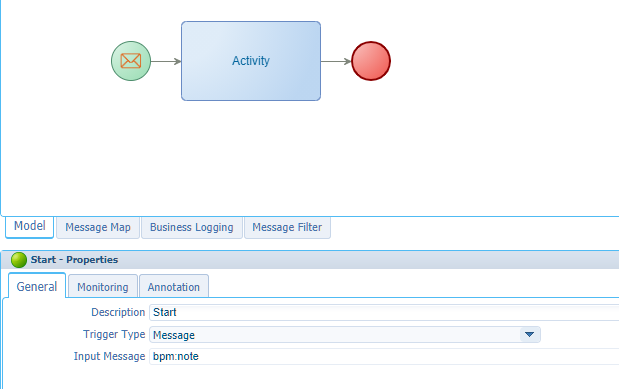 Activity
Model Message Map Business Logging Message Filter
Start - Properties
General Monitoring Annotation
Description Start
Trigger Type Message
Input Message bpm:note